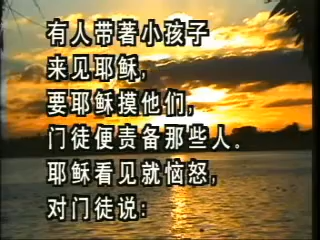 有人带著小孩子
来见耶稣,
要耶稣摸他们,
门徒便责备那些人.
耶稣看见就恼怒,
对门徒说: